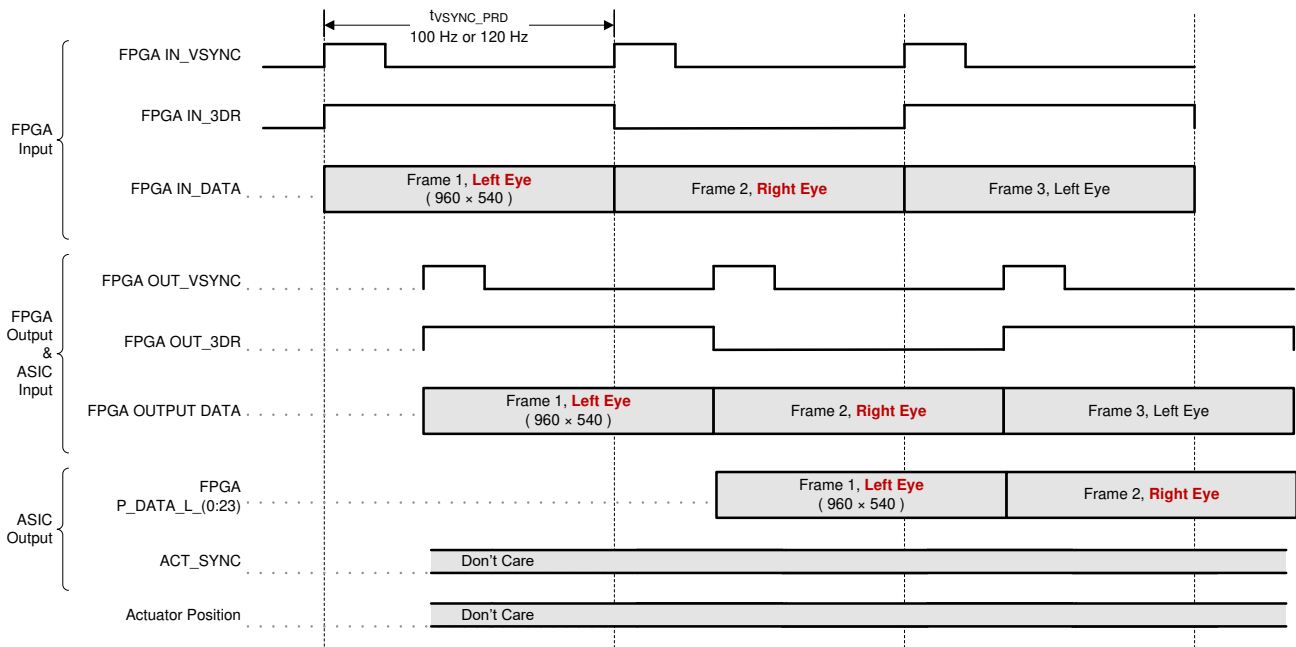 tVSYNC_PRD
100 Hz or 120 Hz
FPGA IN_VSYNC
FPGA IN_3DR
FPGA
Input
FPGA IN_DATA
Frame 1, Left Eye
( 960 × 540 )
Frame 2, Right Eye
Frame 3, Left Eye
FPGA OUT_VSYNC
FPGA
Output
&
ASIC
Input
FPGA OUT_3DR
FPGA OUTPUT DATA
Frame 1, Left Eye
( 960 × 540 )
Frame 2, Right Eye
Frame 3, Left Eye
FPGA
P_DATA_L_(0:23)
Frame 1, Left Eye
( 960 × 540 )
Frame 2, Right Eye
ASIC
Output
ACT_SYNC
Don't Care
Actuator Position
Don't Care